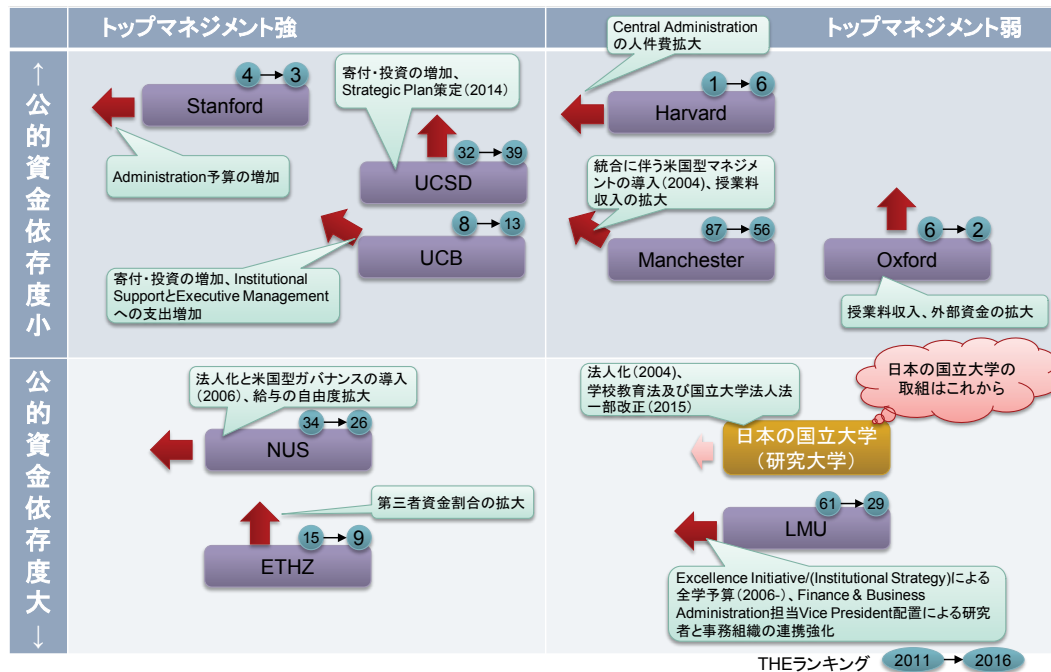 トップマネジメント強
トップマネジメント弱
↑公的資金依存度小
4→3
Stanford
Administration予算の増加
寄付・投資の増加、
Strategic Plan策定(2014)
32→39
UCSD
8→13
UCB
寄付・投資の増加、Institutional
SupportとExecutive Management
への支出増加
Central Administration
の人件費拡大
1→6
Harvard
統合に伴う米国型マネジ
メントの導入(2004)、授業料
収入の拡大
87→56
Manchester
6→2
Oxford
授業料収入、外部資金の拡大
公的資金依存度大↓
法人化と米国型ガバナンスの導入
(2006)、給与の自由度拡大
34→26
NUS
第三者資金割合の拡大
15→9
ETHZ
法人化(2004)、
学校教育法及び国立大学法人法
一部改正(2015)
日本の国立大学の
取組はこれから
日本の国立大学
(研究大学)
61→29
LMU
Excellence Initiative/(Institutional Strategy)による
全学予算(2006-)、Finance & Business
Administration担当Vice President配置による研究
者と事務組織の連携強化
THEランキング 2011→2016